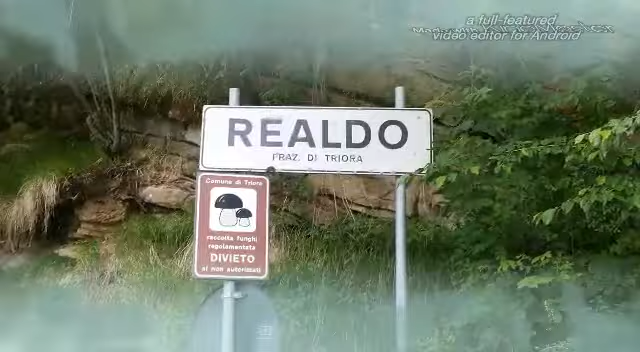 a full-featured
video editor for Android
REALDO
FRAZ. DI TRIORA
Comune di Triora
raccolta funghi
regolamentata
DIVIETO
ai non autorizzati